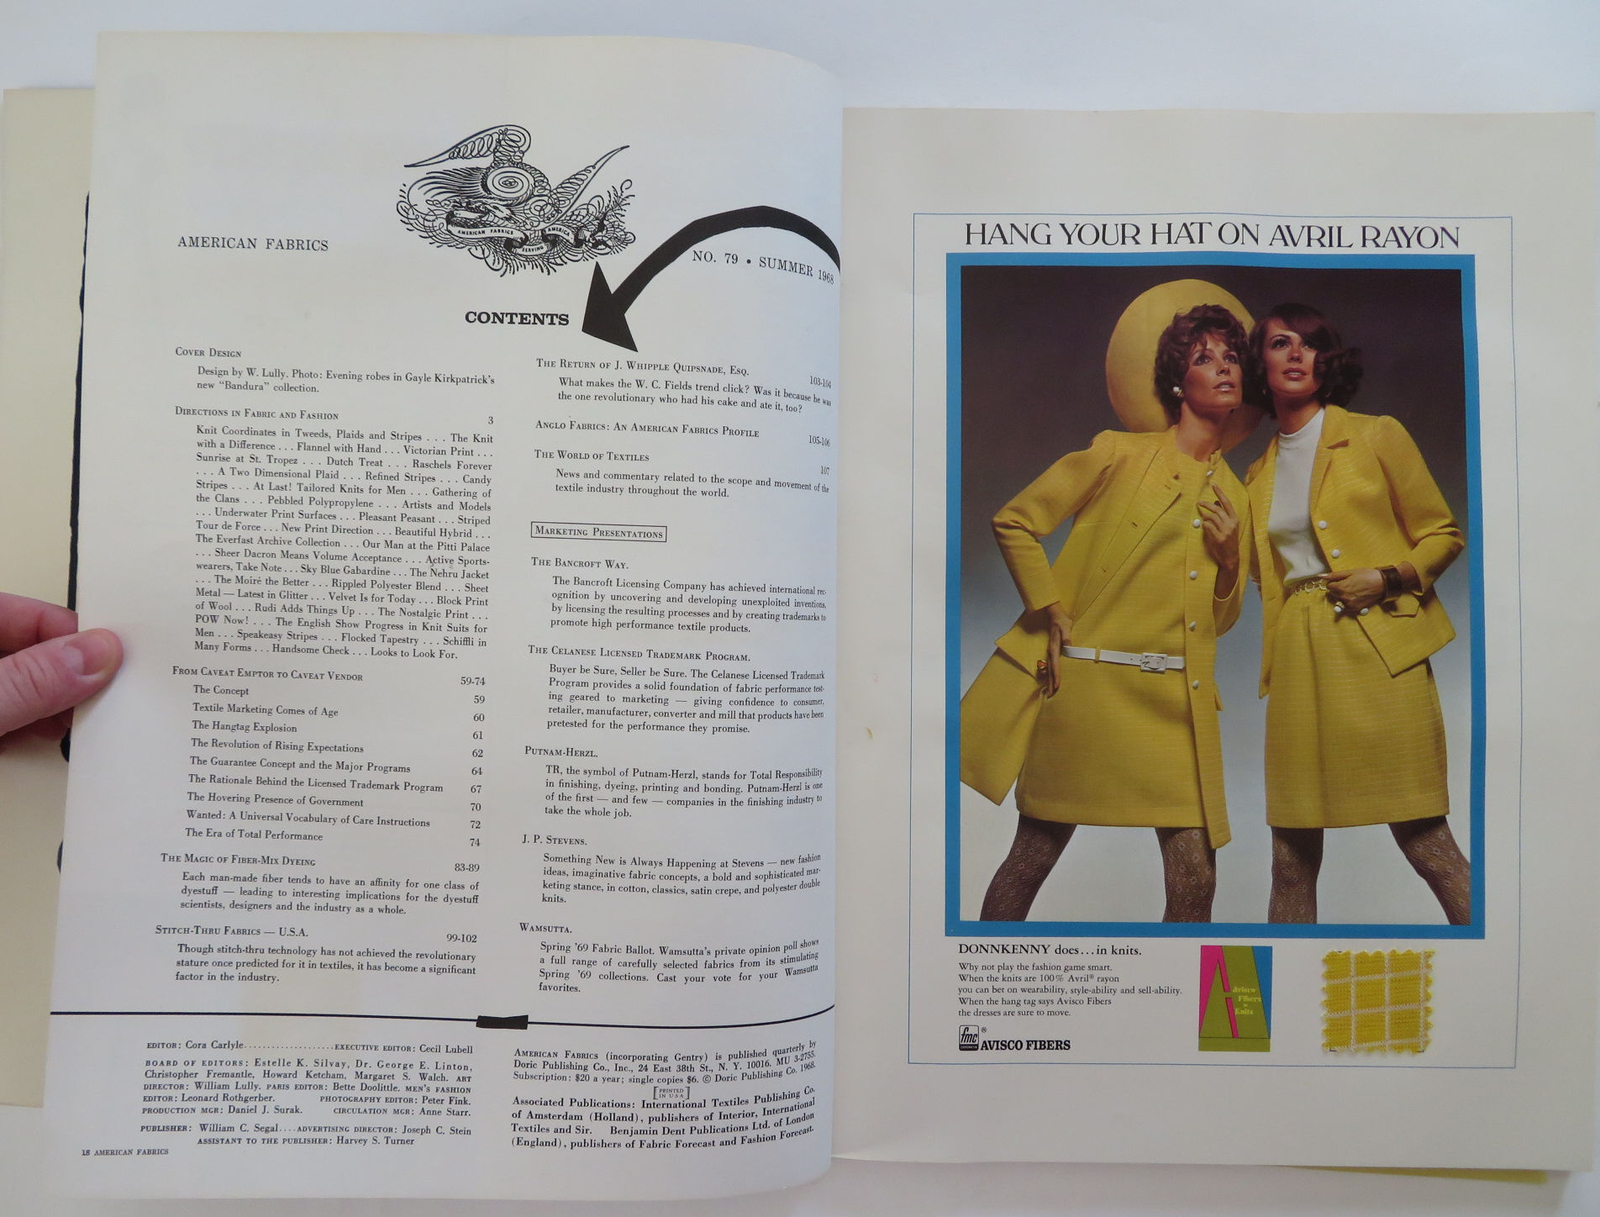 AMERICAN FABRICS
AMERICAN FABRICS
SERVING
AMERICA
NO. 79 • SUMMER 1968
CONTENTS
COVER DESIGN
Design by W. Lully. Photo: Evening robes in Gayle Kirkpatrick's
new "Bandura" collection.
DIRECTIONS IN FABRIC AND FASHION 3
Knit Coordinates in Tweeds, Plaids and Stripes . . . The Knit
with a Difference . . . Flannel with Hand . . . Victorian Print . . .
Sunrise at St. Tropez . . . Dutch Treat . . . Raschels Forever
. . . A Two Dimensional Plaid . . . Refined Stripes . . . Candy
Stripes . . . At Last! Tailored Knits for Men . . . Gathering of
the Clans . . . Pebbled Polypropylene . . . Artists and Models
. . . Underwater Print Surfaces . . . Pleasant Peasant . . . Striped
Tour de Force . . . New Print Direction . . . Beautiful Hybrid . . .
The Everfast Archive Collection . . . Our Man at the Pitti Palace
. . . Sheer Dacron Means Volume Acceptance . . . Active Sports-
wearers, Take Note . . . Sky Blue Gabardine . . . The Nehru Jacket
. . . The Moiré the Better . . . Rippled Polyester Blend . . . Sheet
Metal — Latest in Glitter . . . Velvet Is for Today . . . Block Print
of Wool . . . Rudi Adds Things Up . . . The Nostalgic Print . . .
POW Now! . . . The English Show Progress in Knit Suits for
Men . . . Speakeasy Stripes . . . Flocked Tapestry . . . Schiffli in
Many Forms . . . Handsome Check . . . Looks to Look For.
FROM CAVEAT EMPTOR TO CAVEAT VENDOR 59-74
The Concept 59
Textile Marketing Comes of Age 60
The Hangtag Explosion 61
The Revolution of Rising Expectations 62
The Guarantee Concept and the Major Programs 64
The Rationale Behind the Licensed Trademark Program 67
The Hovering Presence of Government 70
Wanted: A Universal Vocabulary of Care Instructions 72
The Era of Total Performance 74
THE MAGIC OF FIBER-MIX DYEING 83-89
Each man-made fiber tends to have an affinity for one class of
dyestuff — leading to interesting implications for the dyestuff
scientists, designers and the industry as a whole.
STITCH-THRU FABRICS — U.S.A. 99-102
Though stitch-thru technology has not achieved the revolutionary
stature once predicted for it in textiles, it has become a significant
factor in the industry.
THE RETURN OF J. WHIPPLE QUIPSNADE, ESQ. 103-104
What makes the W. C. Fields trend click? Was it because he was
the one revolutionary who had his cake and ate it, too?
ANGLO FABRICS: AN AMERICAN FABRICS PROFILE 105-106
THE WORLD OF TEXTILES 107
News and commentary related to the scope and movement of the
textile industry throughout the world.
MARKETING PRESENTATIONS
THE BANCROFT WAY.
The Bancroft Licensing Company has achieved international rec-
ognition by uncovering and developing unexploited inventions,
by licensing the resulting processes and by creating trademarks to
promote high performance textile products.
THE CELANESE LICENSED TRADEMARK PROGRAM.
Buyer be Sure, Seller be Sure. The Celanese Licensed Trademark
Program provides a solid foundation of fabric performance test-
ing geared to marketing — giving confidence to consumer,
retailer, manufacturer, converter and mill that products have been
pretested for the performance they promise.
PUTNAM-HERZL.
TR, the symbol of Putnam-Herzl, stands for Total Responsibility
in finishing, dyeing, printing and bonding. Putnam-Herzl is one
of the first — and few — companies in the finishing industry to
take the whole job.
J. P. STEVENS.
Something New is Always Happening at Stevens — new fashion
ideas, imaginative fabric concepts, a bold and sophisticated mar-
keting stance, in cotton, classics, satin crepe, and polyester double
knits.
WAMSUTTA.
Spring '69 Fabric Ballot. Wamsutta's private opinion poll shows
a full range of carefully selected fabrics from its stimulating
Spring '69 collections. Cast your vote for your Wamsutta
favorites.
EDITOR: Cora Carlyle....................EXECUTIVE EDITOR: Cecil Lubell
BOARD OF EDITORS: Estelle K. Silvay, Dr. George E. Linton,
Christopher Fremantle, Howard Ketcham, Margaret S. Walch. ART
DIRECTOR: William Lully. PARIS EDITOR: Bette Doolittle. MEN'S FASHION
EDITOR: Leonard Rothgerber. PHOTOGRAPHY EDITOR: Peter Fink.
PRODUCTION MGR: Daniel J. Surak. CIRCULATION MGR: Anne Starr.
PUBLISHER: William C. Segal....ADVERTISING DIRECTOR: Joseph C. Stein
ASSISTANT TO THE PUBLISHER: Harvey S. Turner
AMERICAN FABRICS (incorporating Gentry) is published quarterly by
Doric Publishing Co., Inc., 24 East 38th St., N. Y. 10016. MU 3-2755.
Subscription: $20 a year; single copies $6. © Doric Publishing Co. 1968.
PRINTED
IN USA
Associated Publications: International Textiles Publishing Co.
of Amsterdam (Holland), publishers of Interior, International
Textiles and Sir. Benjamin Dent Publications Ltd. of London
(England), publishers of Fabric Forecast and Fashion Forecast.
18 AMERICAN FABRICS
HANG YOUR HAT ON AVRIL RAYON
DONNKENNY does...in knits.
Why not play the fashion game smart.
When the knits are 100% Avril® rayon
you can bet on wearability, style-ability and sell-ability.
When the hang tag says Avisco Fibers
the dresses are sure to move.
fmc ® AVISCO FIBERS
Avisco
Fibers
in
Knits